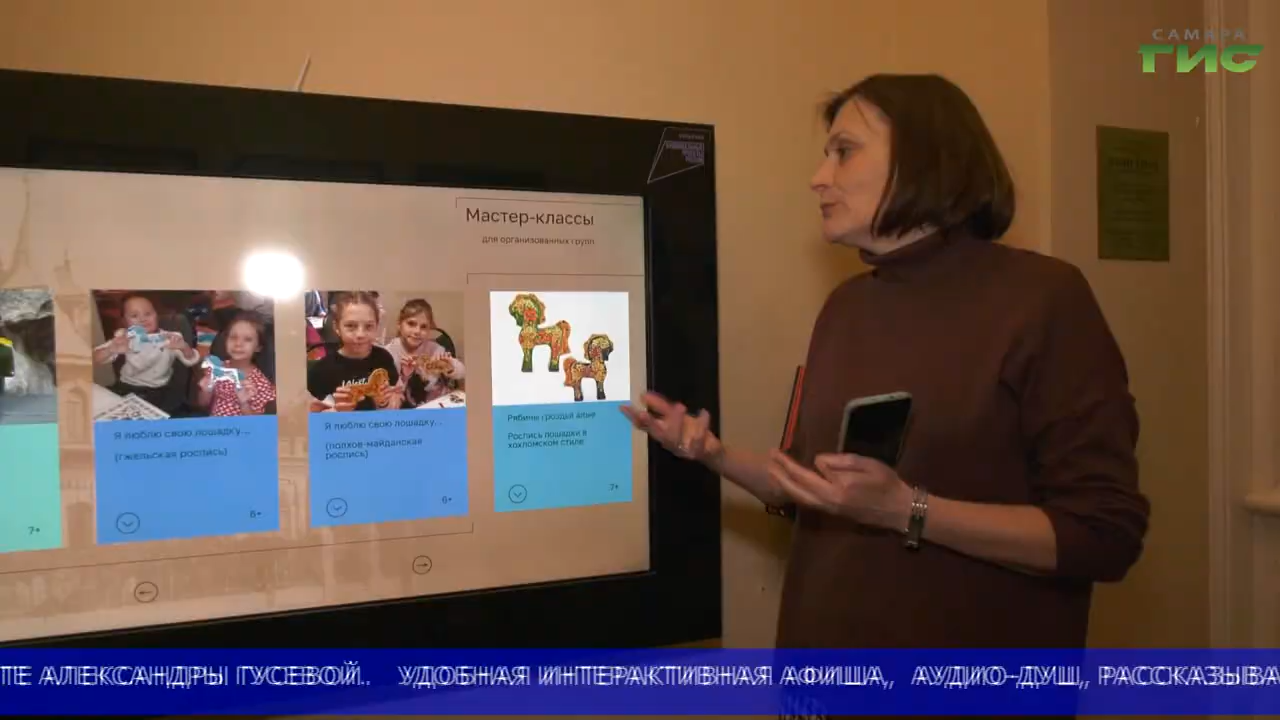 САМАРА
ГИС
Мастер-классы
для организованных групп
Я люблю свою лошадку...
(гжельская роспись)
6+
Я люблю свою лошадку...
(полхов-майданская
роспись)
6+
Рябины гроздья алые
Роспись лошадки в
хохломском стиле
7+
7+
ТЕ АЛЕКСАНДРЫ ГУСЕВОЙ.. УДОБНАЯ ИНТЕРАКТИВНАЯ АФИША,, АУДИО-ДУШ,, РАССКАЗЫВА